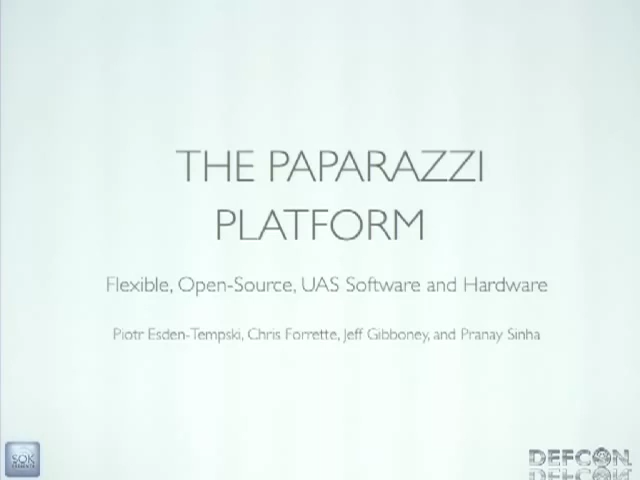 THE PAPARAZZI
PLATFORM
Flexible, Open-Source, UAS Software and Hardware
Piotr Esden-Tempski, Chris Forrette, Jeff Gibboney, and Pranay Sinha
SOK
DEFCON